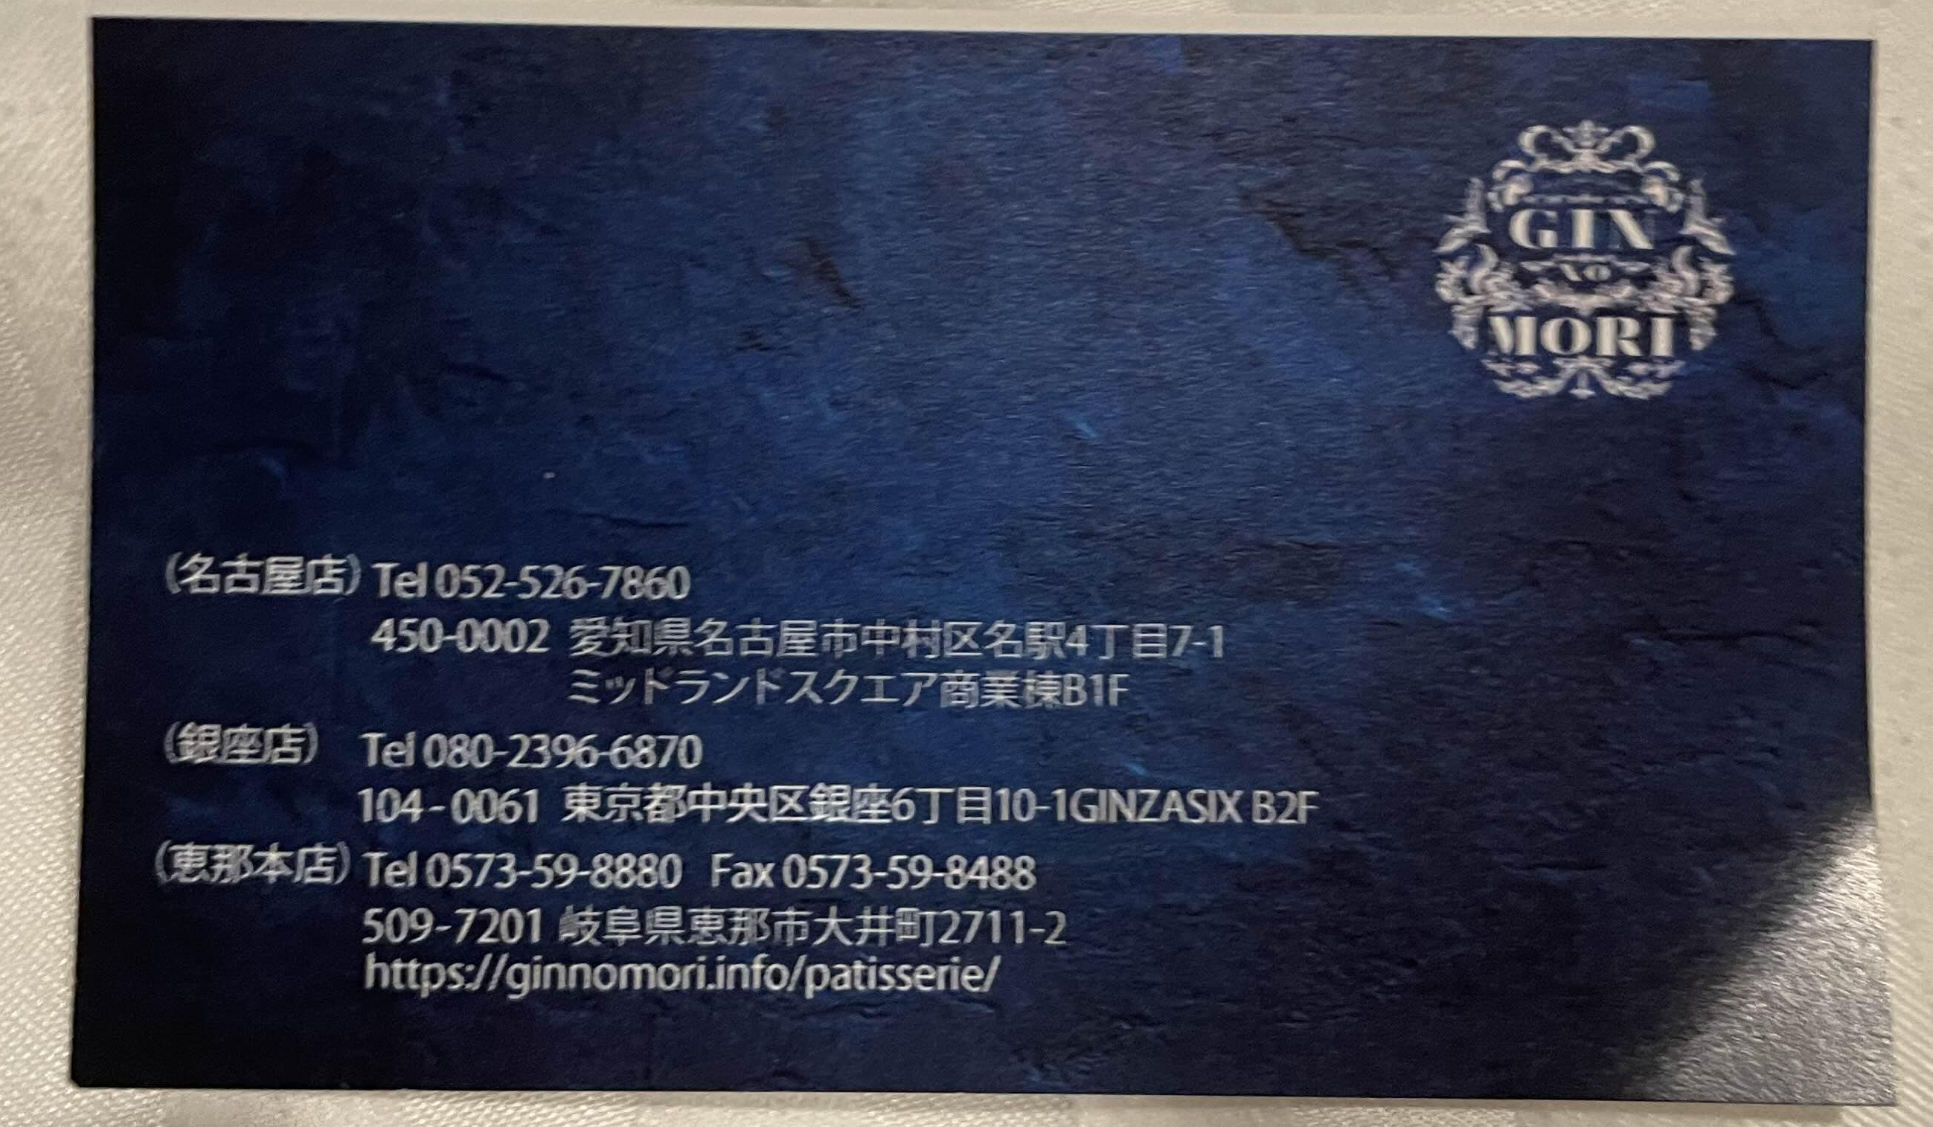 GIN
NO
MORI
(名古屋店) Tel 052-526-7860
450-0002 愛知県名古屋市中村区名駅4丁目7-1
ミッドランドスクエア商業棟B1F
(銀座店) Tel 080-2396-6870
104-0061 東京都中央区銀座6丁目10-1GINZASIX B2F
(恵那本店) Tel 0573-59-8880 Fax 0573-59-8488
509-7201 岐阜県恵那市大井町2711-2
https://ginnomori.info/patisserie/